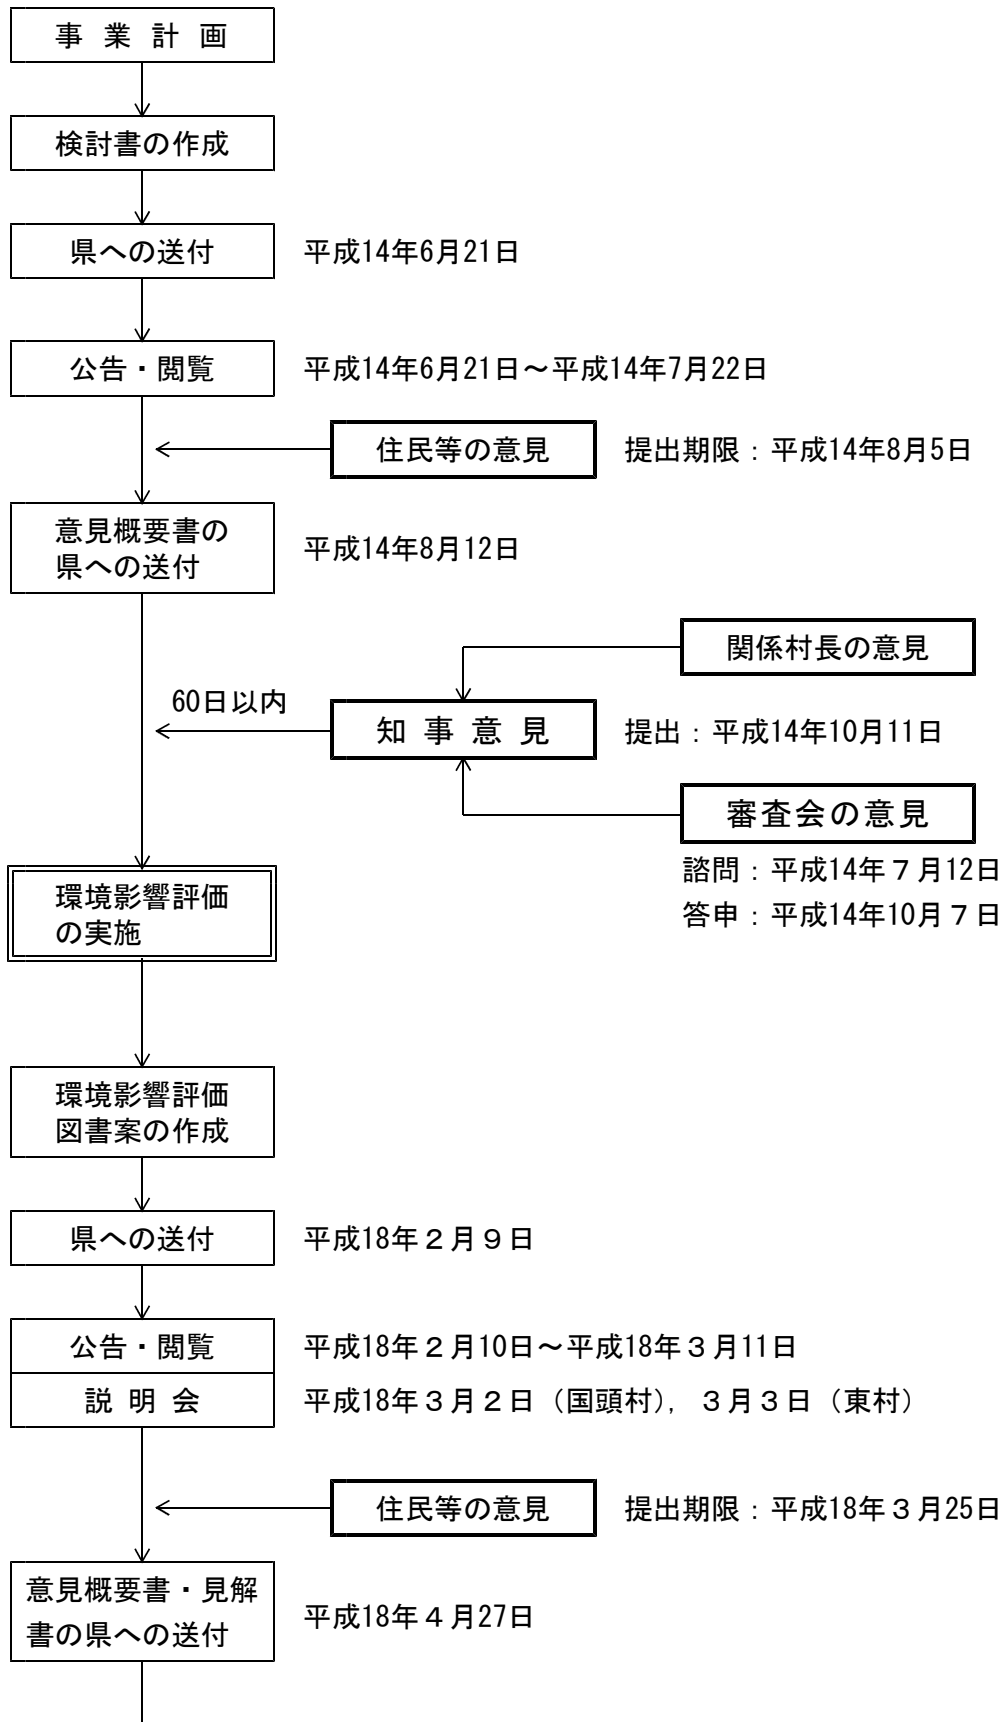 事 業 計 画
検討書の作成
県への送付
平成14年6月21日
公告・閲覧
平成14年6月21日～平成14年7月22日
住民等の意見
提出期限：平成14年8月5日
意見概要書の
県への送付
平成14年8月12日
関係村長の意見
60日以内
知 事 意 見
提出：平成14年10月11日
審査会の意見
諮問：平成14年７月12日
答申：平成14年10月７日
環境影響評価
の実施
環境影響評価
図書案の作成
県への送付
平成18年２月９日
公告・閲覧
平成18年２月10日～平成18年３月11日
説 明 会
平成18年３月２日（国頭村），３月３日（東村）
住民等の意見
提出期限：平成18年３月25日
意見概要書・見解
書の県への送付
平成18年４月27日